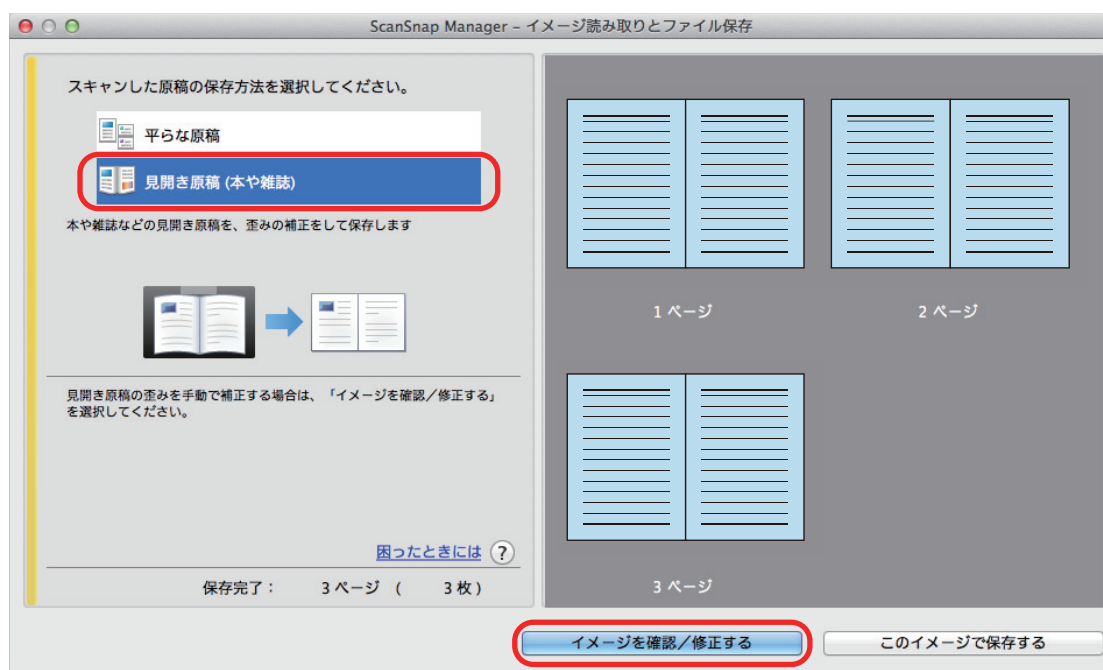 ScanSnap Manager – イメージ読み取りとファイル保存
スキャンした原稿の保存方法を選択してください。
平らな原稿
見開き原稿 (本や雑誌)
本や雑誌などの見開き原稿を、歪みの補正をして保存します
見開き原稿の歪みを手動で補正する場合は、「イメージを確認／修正する」
を選択してください。
困ったときには ?
保存完了： 3 ページ ( 3 枚 )
1 ページ
2 ページ
3 ページ
イメージを確認／修正する
このイメージで保存する